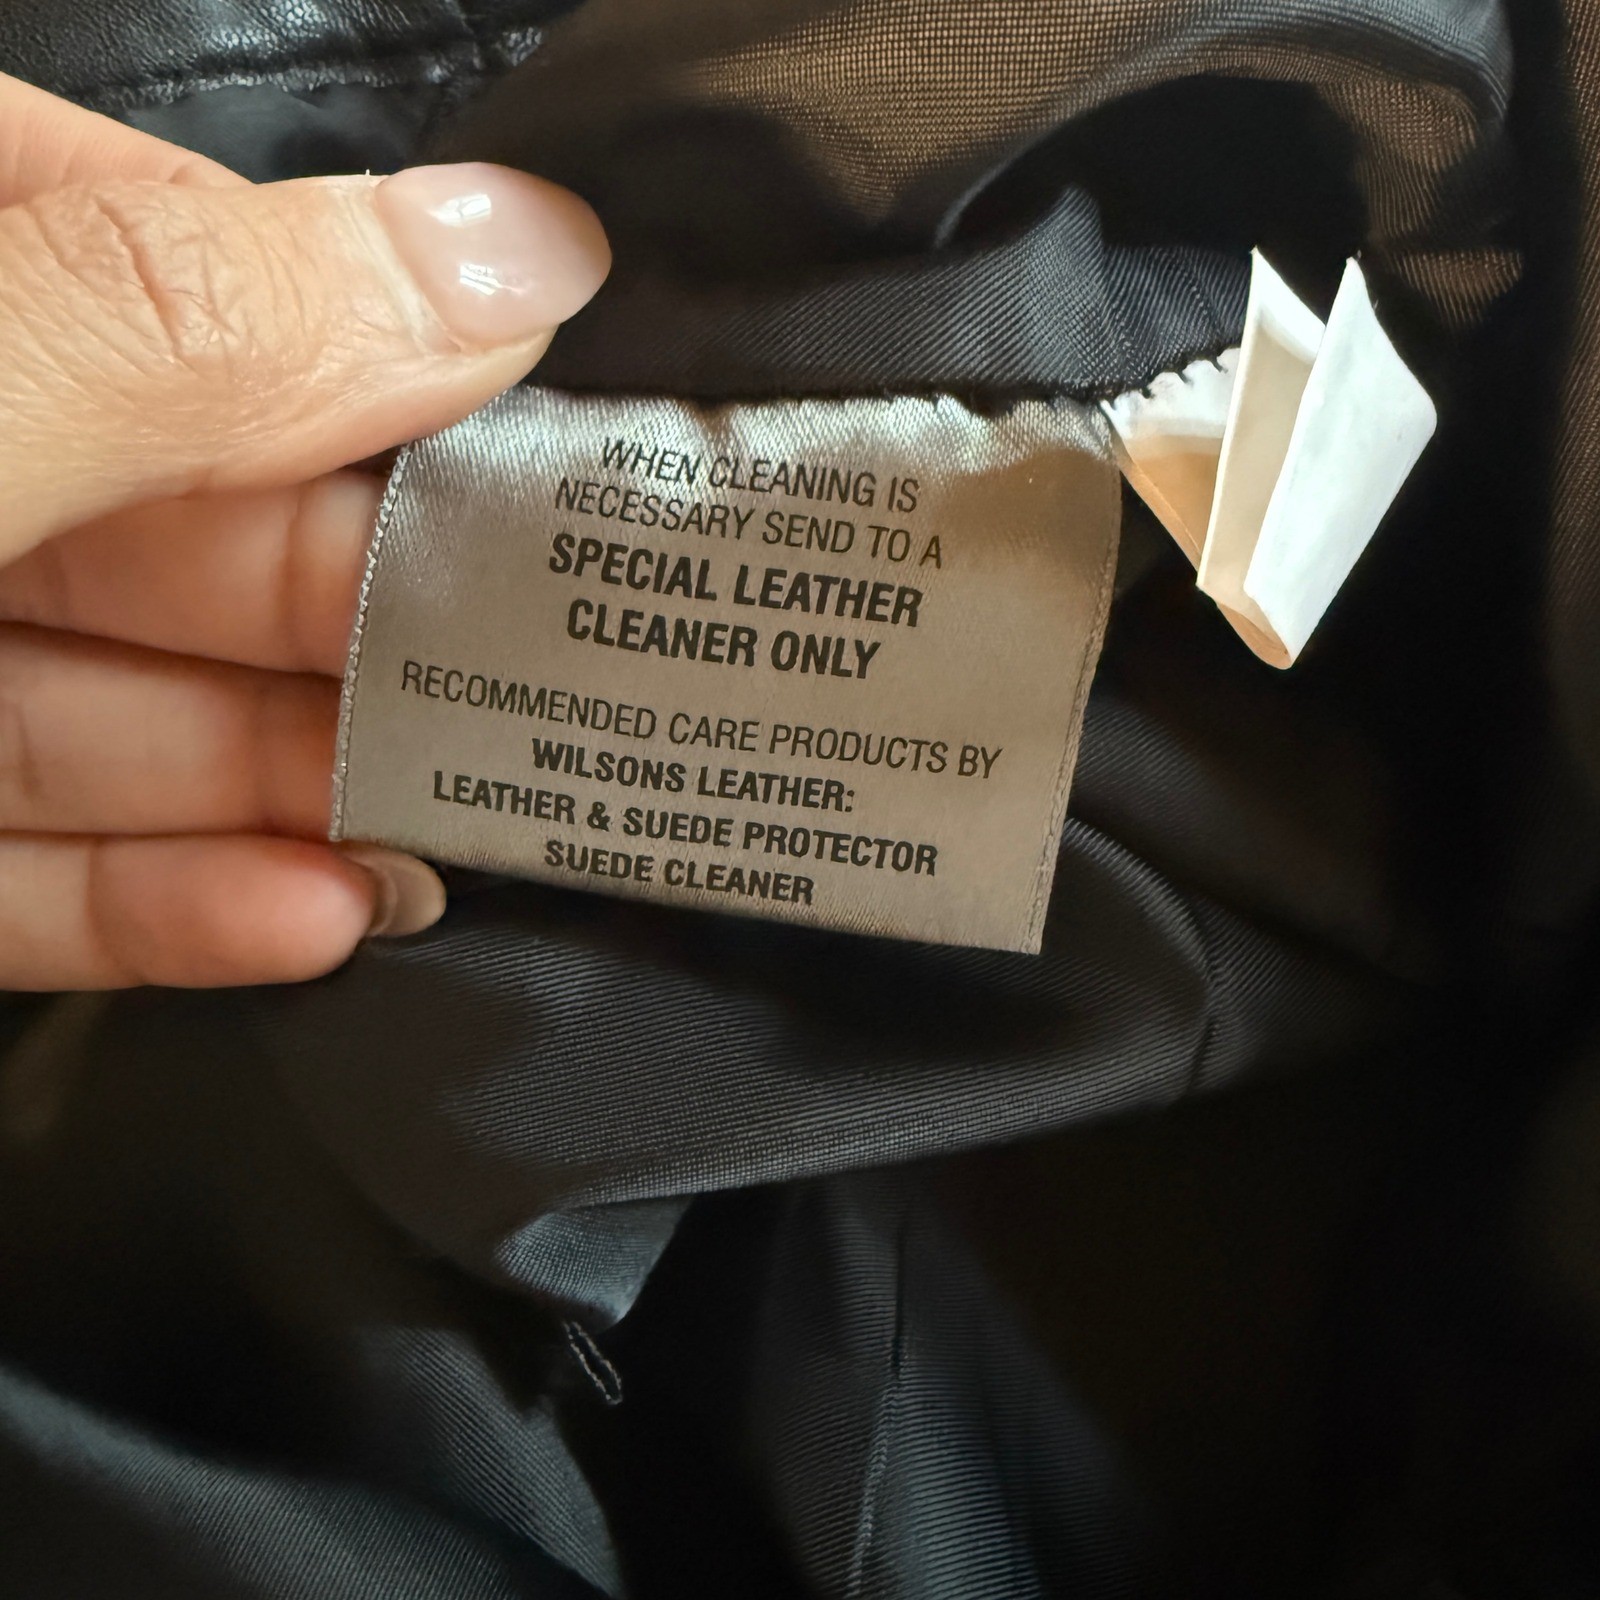 WHEN CLEANING IS
NECESSARY SEND TO A
SPECIAL LEATHER
CLEANER ONLY
RECOMMENDED CARE PRODUCTS BY
WILSONS LEATHER:
LEATHER & SUEDE PROTECTOR
SUEDE CLEANER